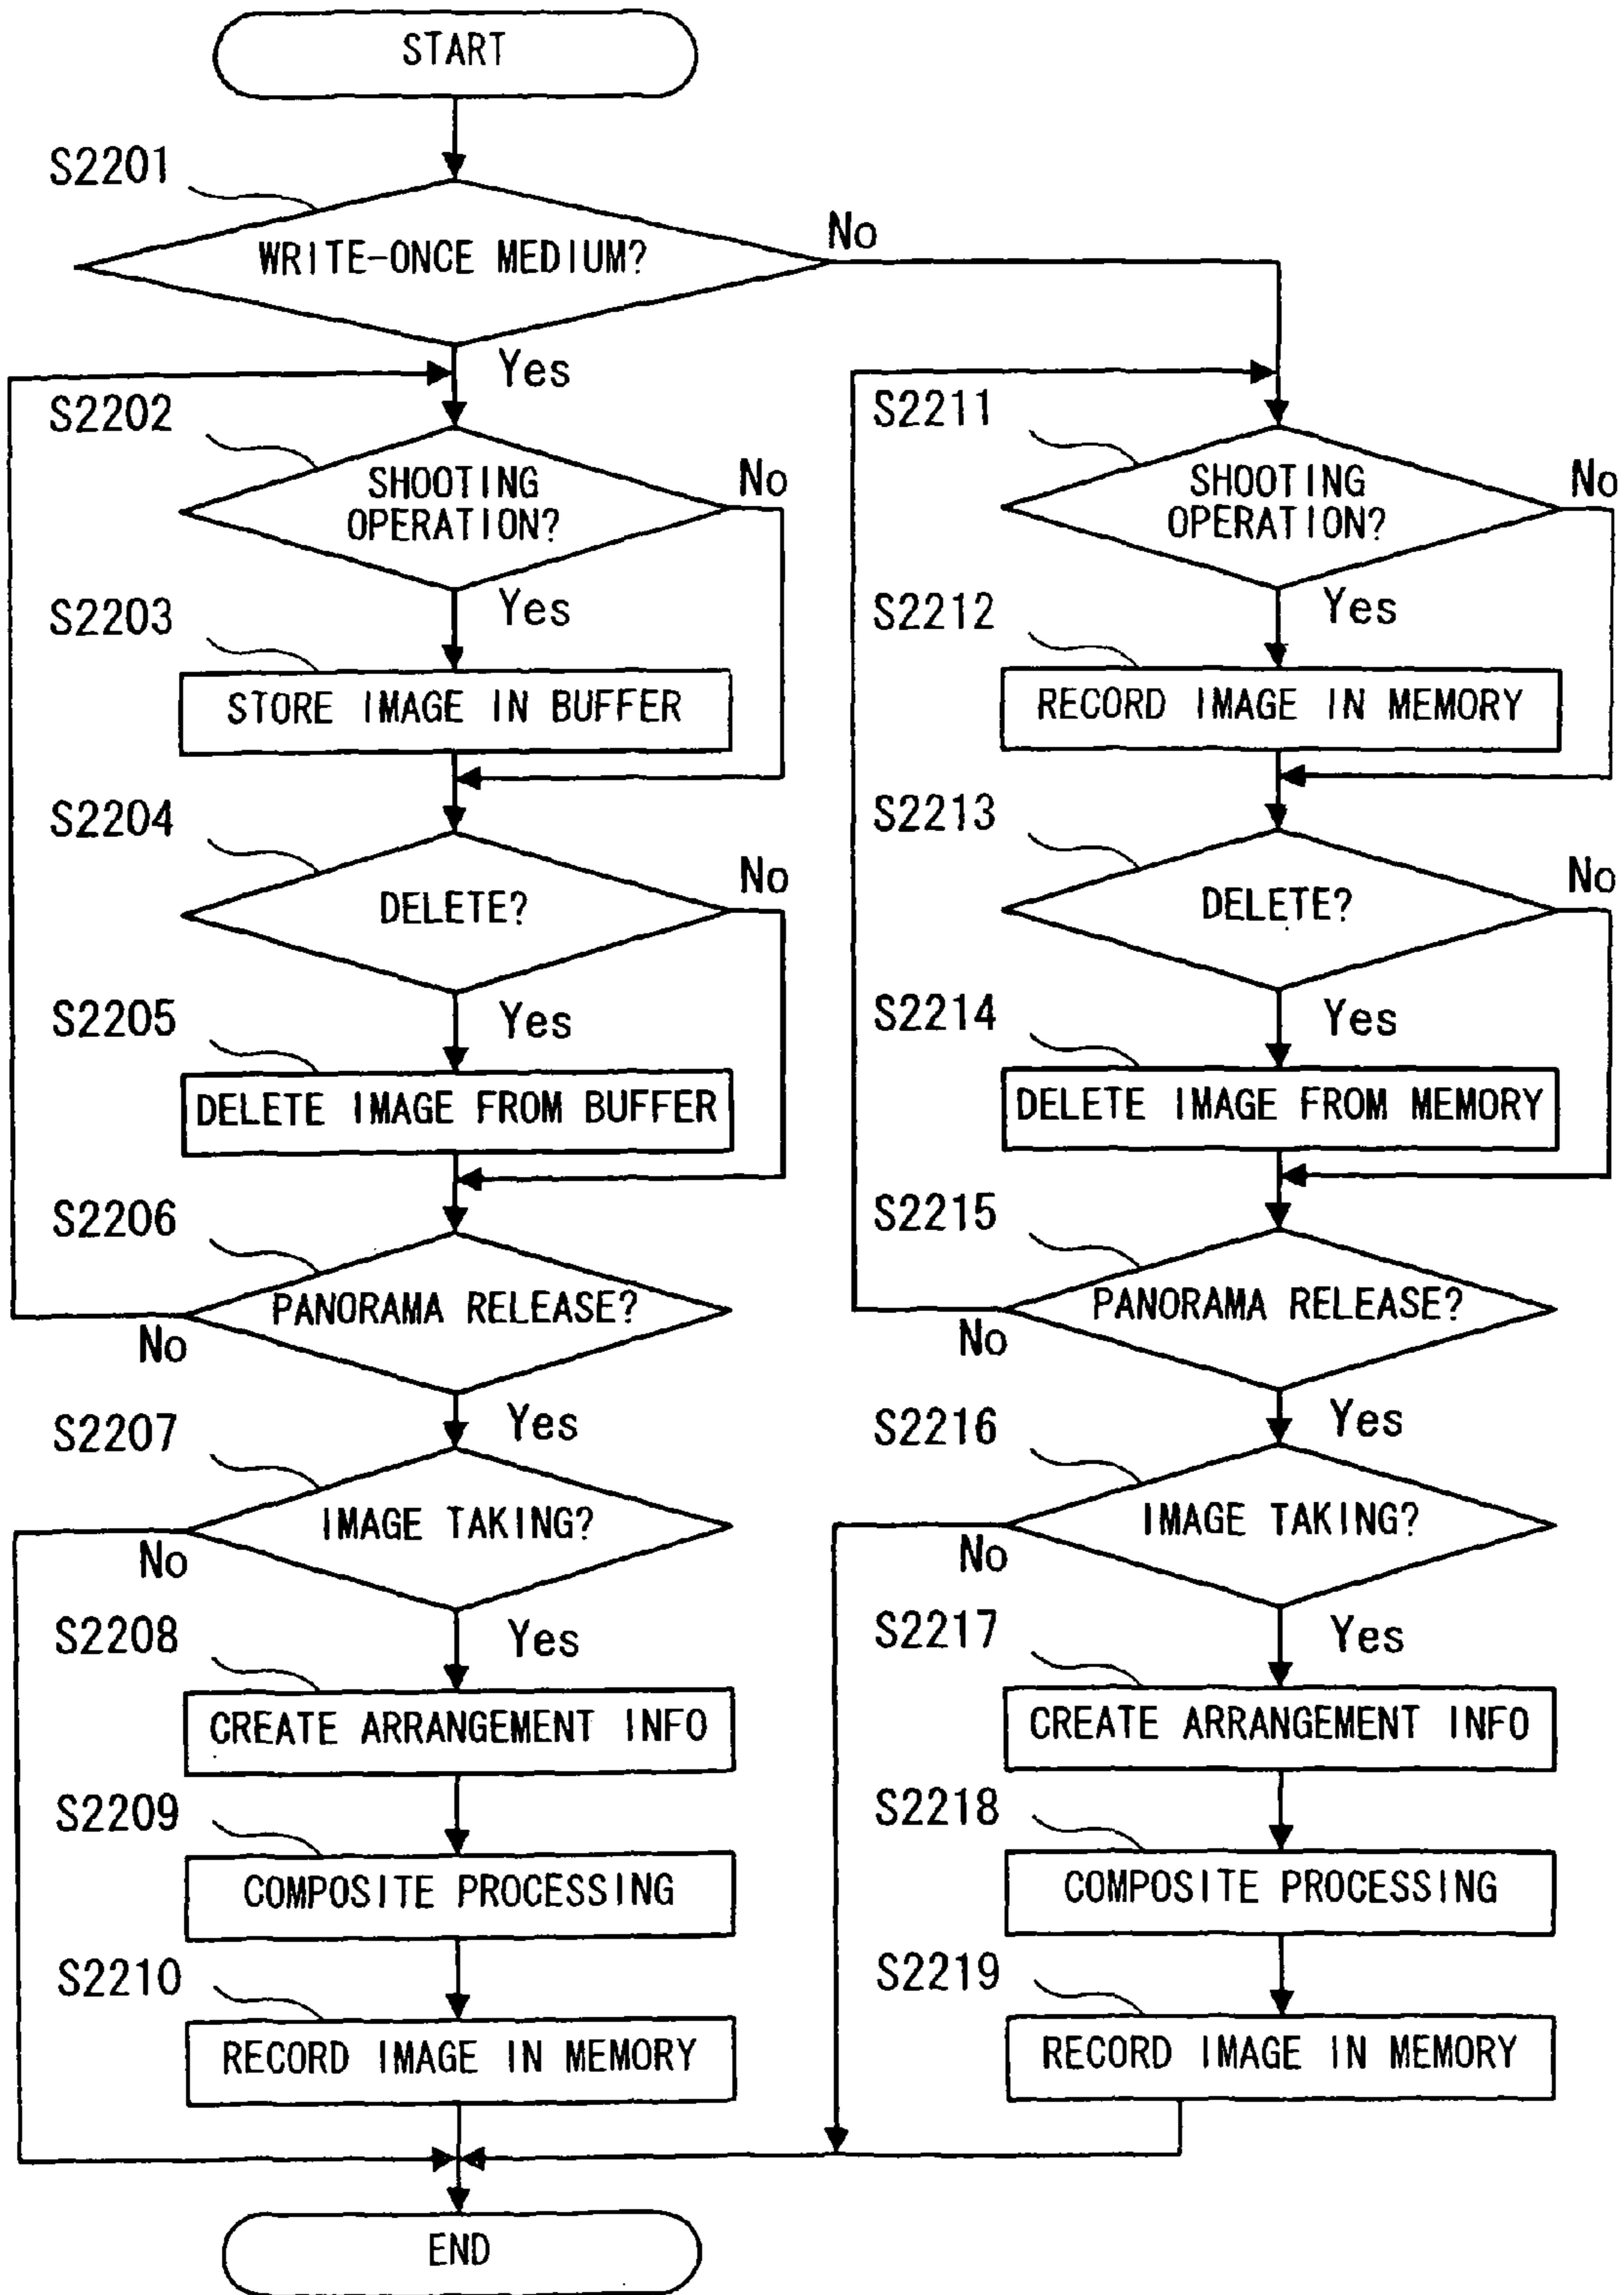 START
S2201
WRITE-ONCE MEDIUM?
No
Yes
S2202
SHOOTING
OPERATION?
No
Yes
S2203
STORE IMAGE IN BUFFER
S2204
DELETE?
No
Yes
S2205
DELETE IMAGE FROM BUFFER
S2206
PANORAMA RELEASE?
No
Yes
S2207
IMAGE TAKING?
No
Yes
S2208
CREATE ARRANGEMENT INFO
S2209
COMPOSITE PROCESSING
S2210
RECORD IMAGE IN MEMORY
S2211
SHOOTING
OPERATION?
No
Yes
S2212
RECORD IMAGE IN MEMORY
S2213
DELETE?
No
Yes
S2214
DELETE IMAGE FROM MEMORY
S2215
PANORAMA RELEASE?
No
Yes
S2216
IMAGE TAKING?
No
Yes
S2217
CREATE ARRANGEMENT INFO
S2218
COMPOSITE PROCESSING
S2219
RECORD IMAGE IN MEMORY
END